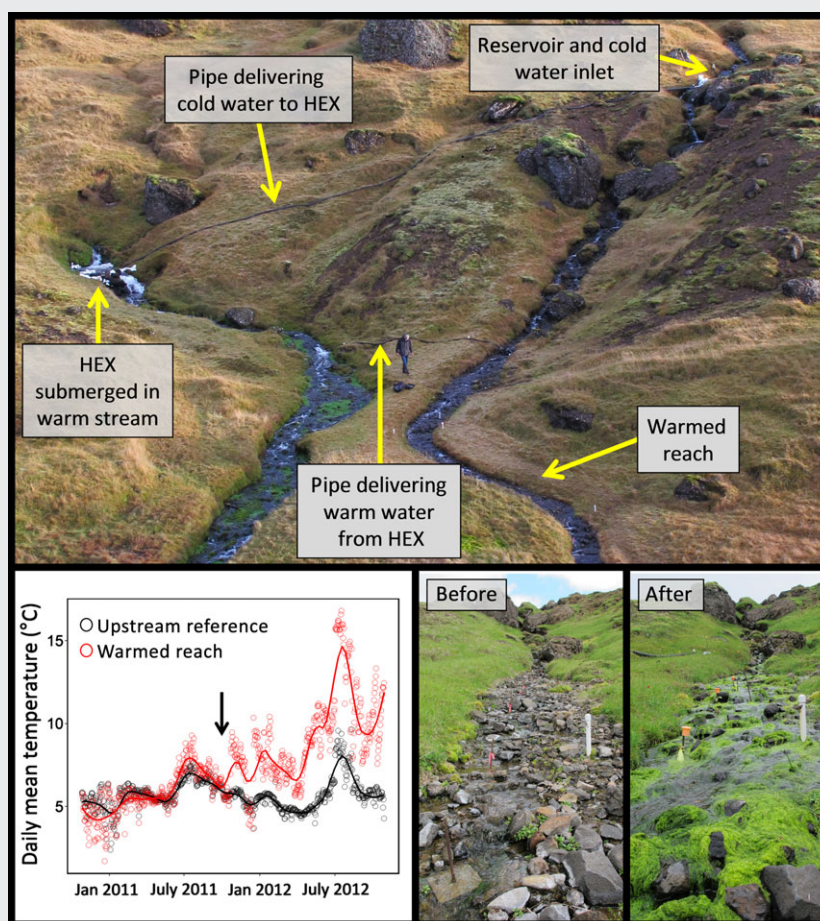 Reservoir and cold
water inlet
Pipe delivering
cold water to HEX
HEX
submerged in
warm stream
Warmed
reach
Pipe delivering
warm water
from HEX
Daily mean temperature (°C)
15
10
5
Upstream reference
Warmed reach
Jan 2011 July 2011 Jan 2012 July 2012
Before
After